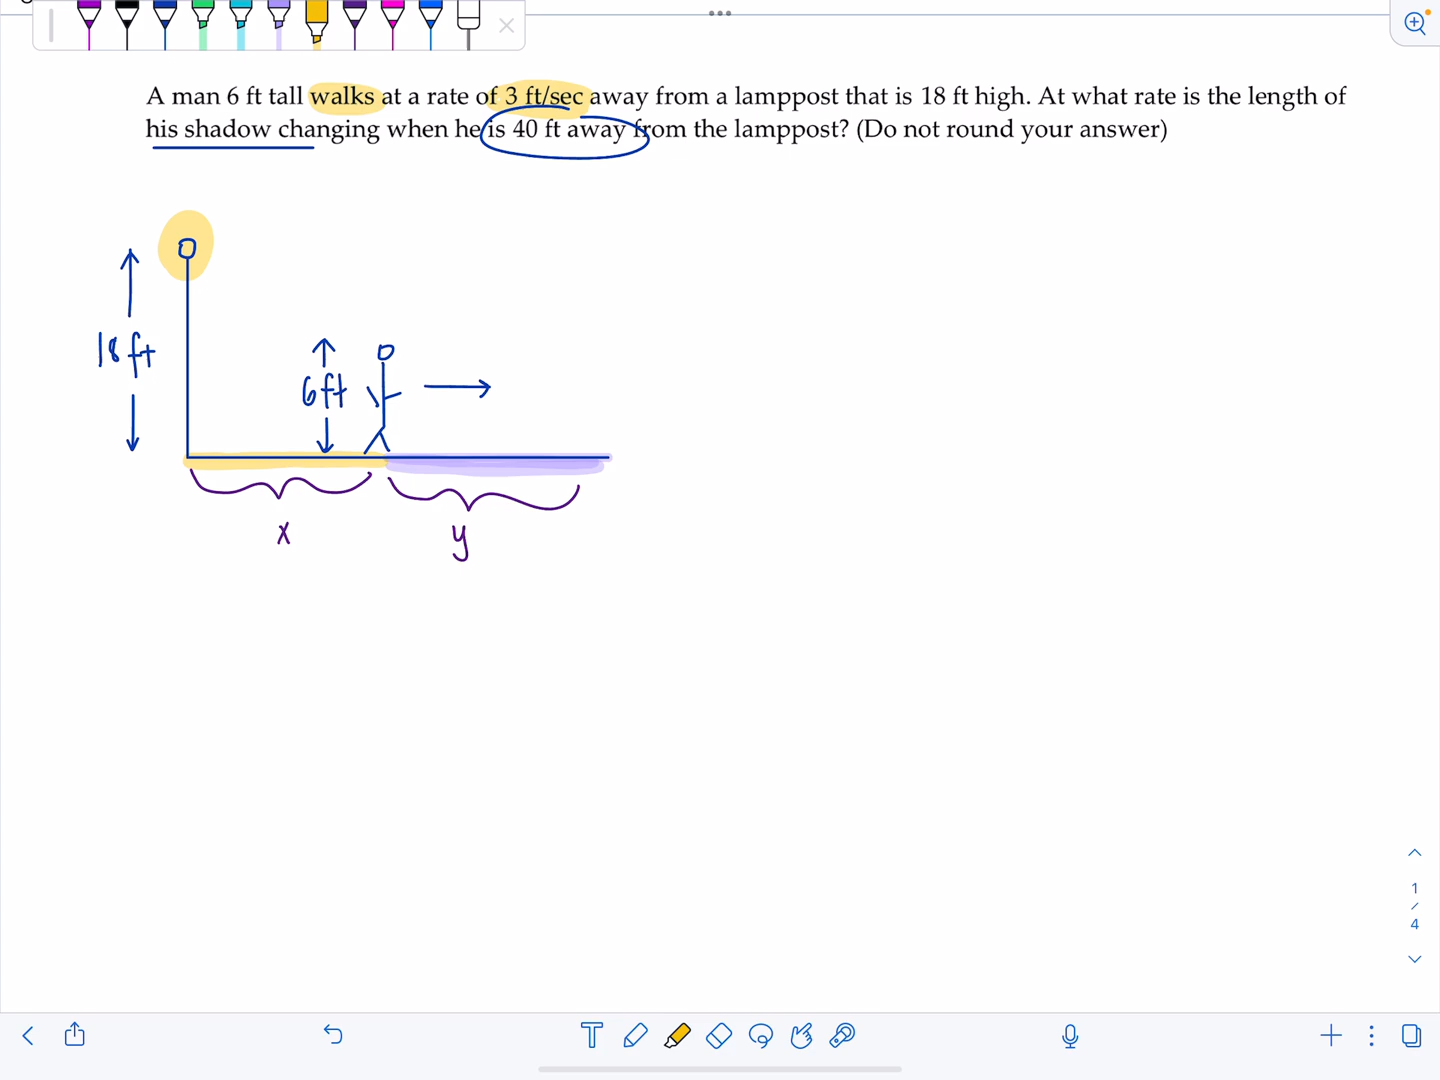 A man 6 ft tall walks at a rate of 3 ft/sec away from a lamppost that is 18 ft high. At what rate is the length of
his shadow changing when he is 40 ft away from the lamppost? (Do not round your answer)
18 ft
6 ft
x
y
1
/
4
T